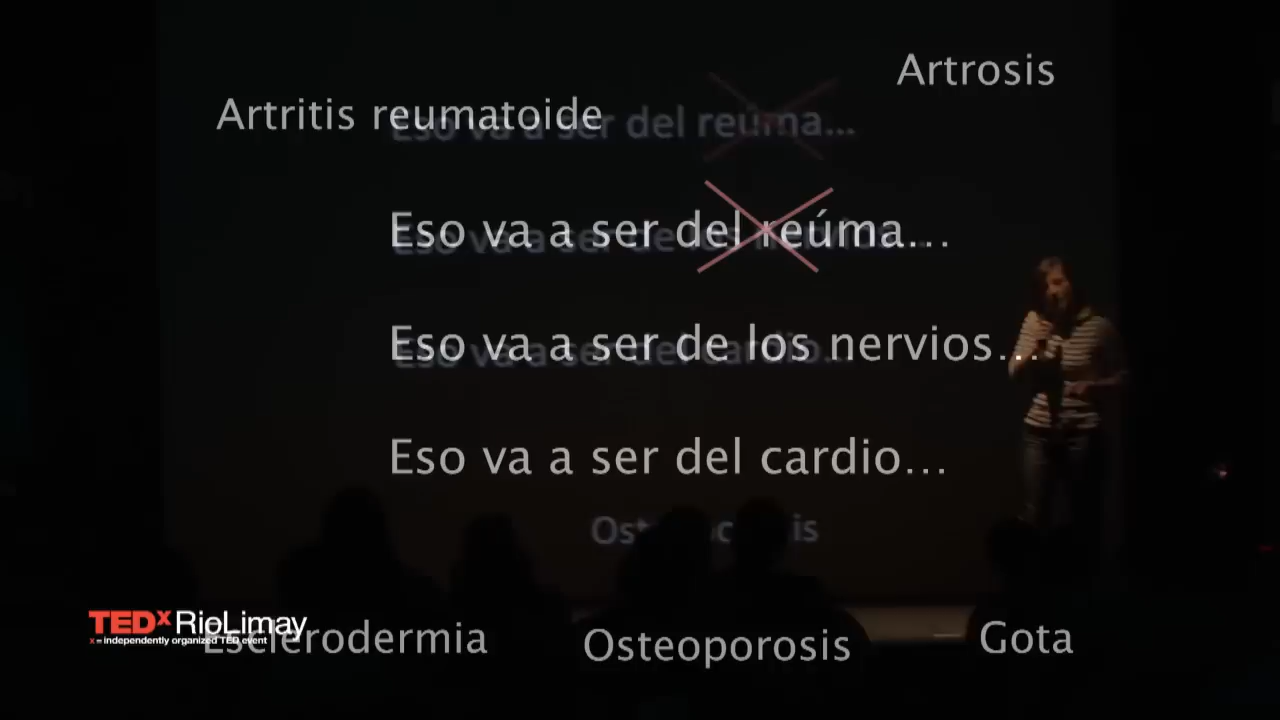 Artrosis
Artritis reumatoide
Eso va a ser del reúma...
Eso va a ser del reúma...
Eso va a ser de los nervios...
Eso va a ser del cardio...
TEDx RioLimay
x = independently organized TED event
Esclerodermia
Osteoporosis
Gota